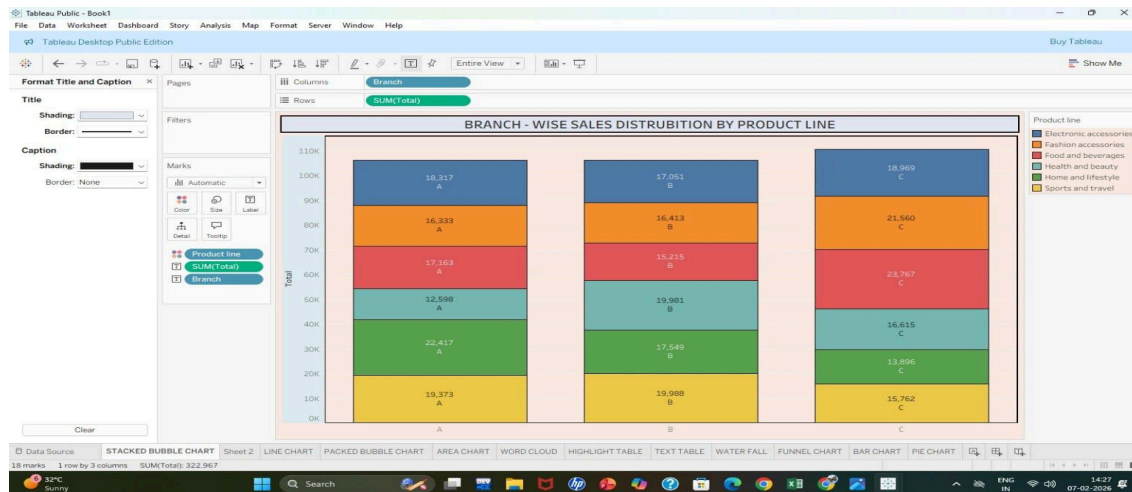 Tableau Public - Book1
File Data Worksheet Dashboard Story Analysis Map Format Server Window Help
Tableau Desktop Public Edition Buy Tableau
Entire View Show Me
Format Title and Caption ×
Title
Shading:
Border:
Caption
Shading:
Border: None
Clear
Pages
Filters
Marks
Automatic
Color Size Label
Detail Tooltip
Product line
SUM(Total)
Branch
Columns Branch
Rows SUM(Total)
BRANCH - WISE SALES DISTRUBITION BY PRODUCT LINE
Total
110K
100K
90K
80K
70K
60K
50K
40K
30K
20K
10K
0K
18,317
A
16,333
A
17,163
A
12,598
A
22,417
A
19,373
A
17,051
B
16,413
B
15,215
B
19,981
B
17,549
B
19,988
B
18,969
C
21,560
C
23,767
C
16,615
C
13,896
C
15,762
C
A B C
Product line
Electronic accessories
Fashion accessories
Food and beverages
Health and beauty
Home and lifestyle
Sports and travel
Data Source STACKED BUBBLE CHART Sheet 2 LINE CHART PACKED BUBBLE CHART AREA CHART WORD CLOUD HIGHLIGHT TABLE TEXT TABLE WATER FALL FUNNEL CHART BAR CHART PIE CHART
18 marks 1 row by 3 columns SUM(Total): 322,967
32°C
Sunny
Search
ENG
IN
14:27
07-02-2026